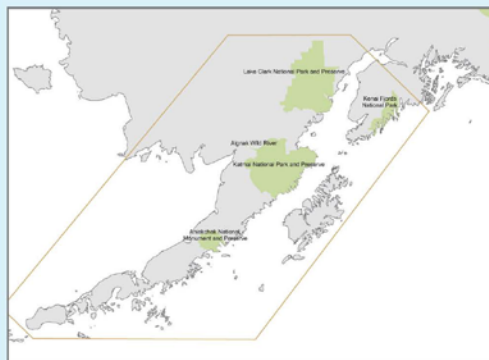 Lake Clark National Park and Preserve
Kenai Fjords
National Park
Alagnak Wild River
Katmai National Park and Preserve
Aniakchak National
Monument and Preserve